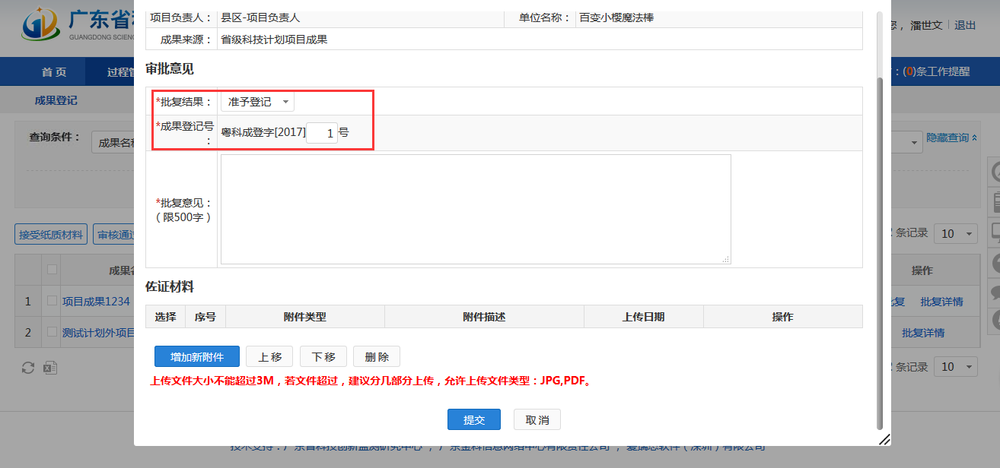 广东省科
GUANGDONG SCIENC
潘世文 退出
首 页 过程管
：(0)条工作提醒
成果登记
查询条件： 成果名称
隐藏查询
接受纸质材料 审核通过
条记录 10
成果名
操作
1 项目成果1234
批复 批复详情
2 测试计划外项目
批复详情
条记录 10
项目负责人： 县区-项目负责人 单位名称： 百变小樱魔法棒
成果来源： 省级科技计划项目成果
审批意见
*批复结果： 准予登记
*成果登记号
： 粤科成登字[2017] 1 号
*批复意见：
（限500字）
佐证材料
选择 序号 附件类型 附件描述 上传日期 操作
增加新附件 上 移 下 移 删 除
上传文件大小不能超过3M，若文件超过，建议分几部分上传，允许上传文件类型：JPG,PDF。
提交 取 消
技术支持：广东省科技创新监测研究中心 ，广东金科信息网络中心有限责任公司 ，爱瑞思软件（深圳）有限公司